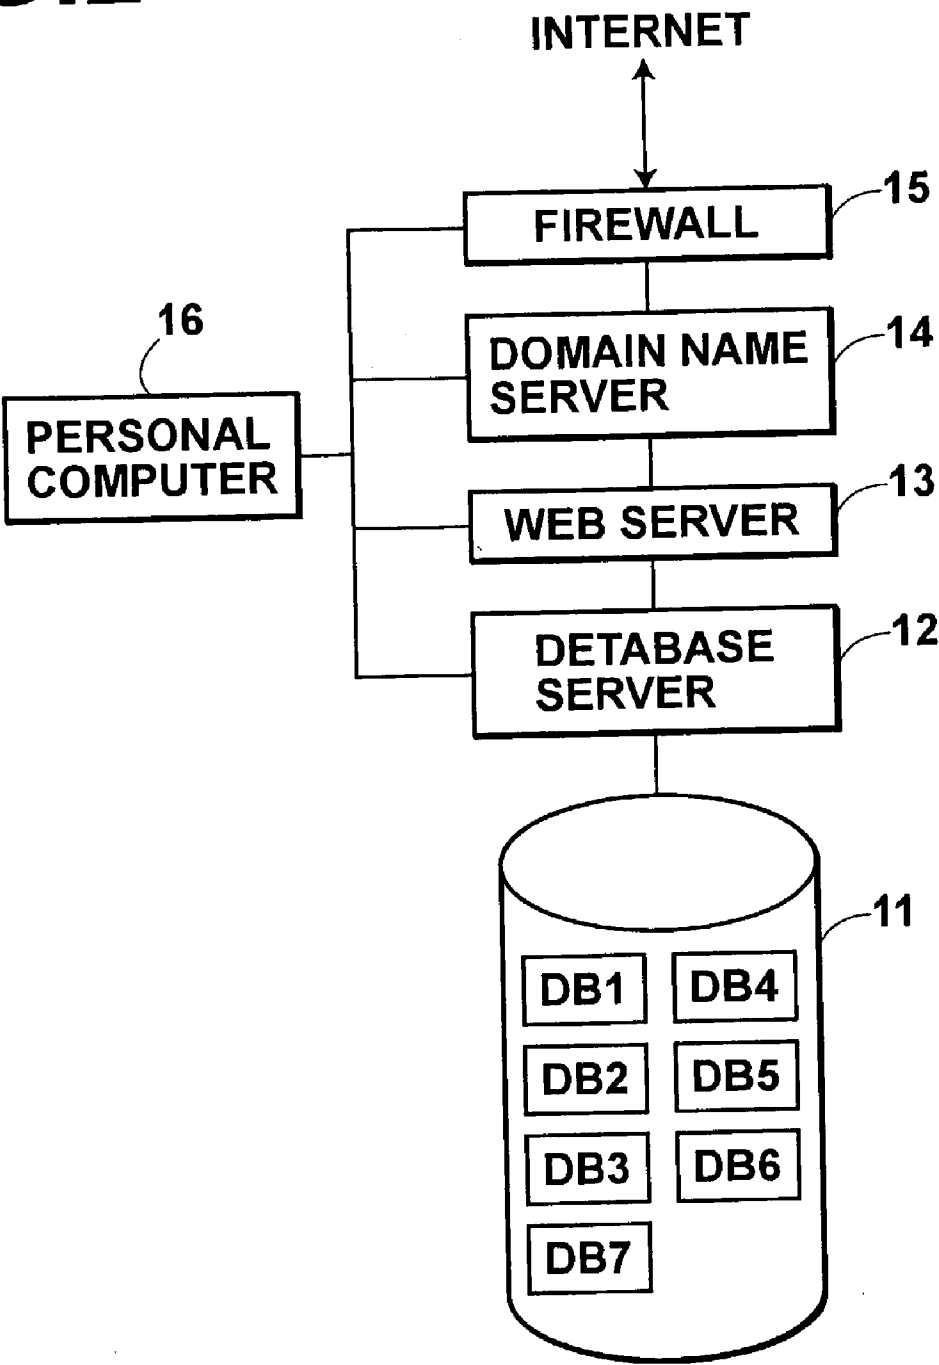 INTERNET
15
FIREWALL
16
14
DOMAIN NAME
SERVER
PERSONAL
COMPUTER
13
WEB SERVER
12
DETABASE
SERVER
11
DB1
DB4
DB2
DB5
DB3
DB6
DB7